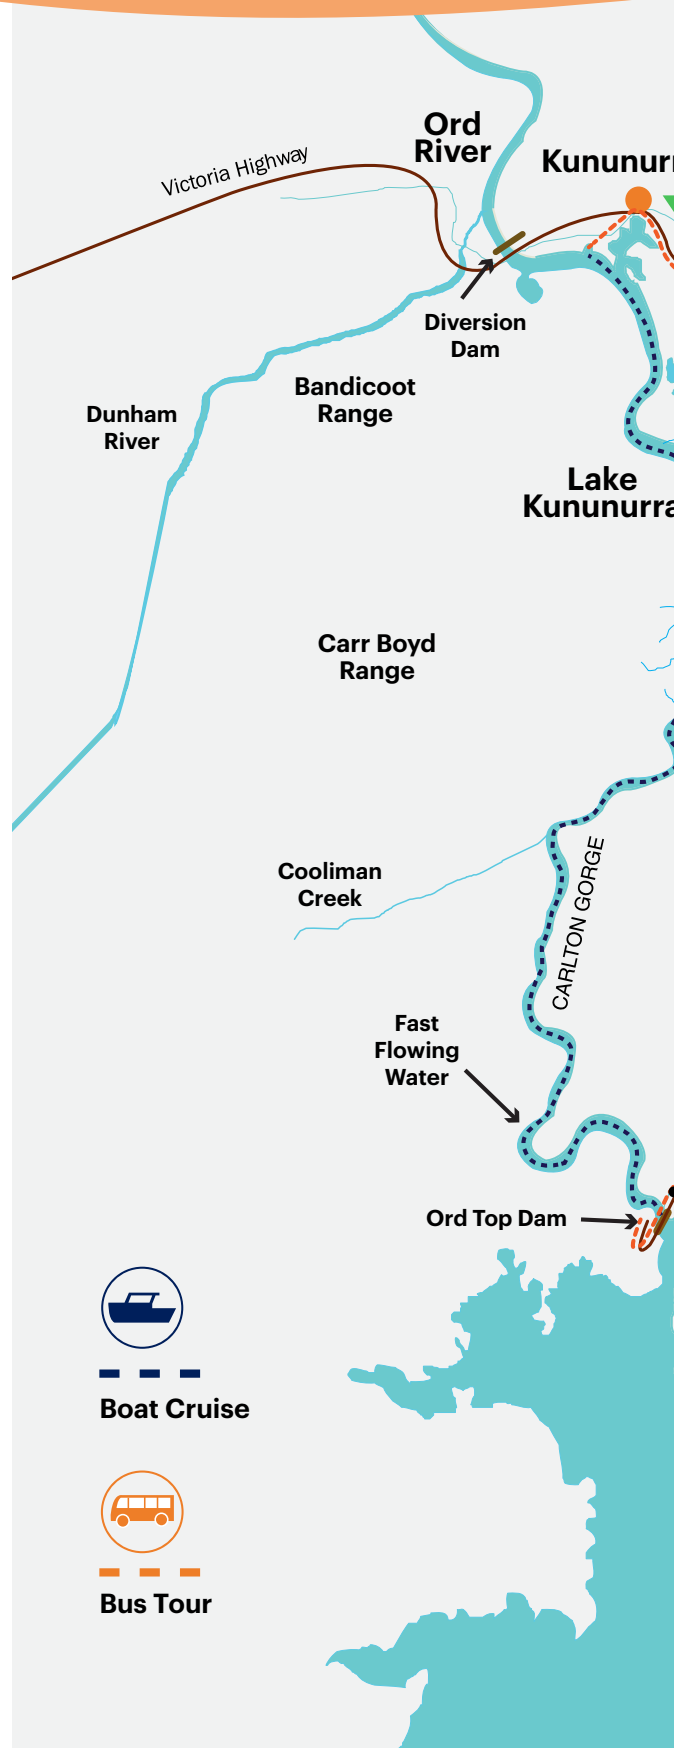 Ord
River
Kununurr
Victoria Highway
Diversion
Dam
Bandicoot
Range
Dunham
River
Lake
Kununurra
Carr Boyd
Range
Cooliman
Creek
CARLTON GORGE
Fast
Flowing
Water
Ord Top Dam
Boat Cruise
Bus Tour